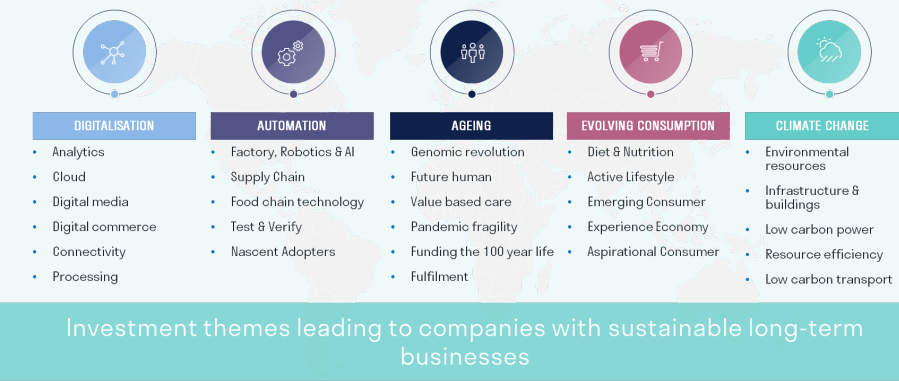 DIGITALISATION
Analytics
Cloud
Digital media
Digital commerce
Connectivity
Processing
AUTOMATION
Factory, Robotics & AI
Supply Chain
Food chain technology
Test & Verify
Nascent Adopters
AGEING
Genomic revolution
Future human
Value based care
Pandemic fragility
Funding the 100 year life
Fulfilment
EVOLVING CONSUMPTION
Diet & Nutrition
Active Lifestyle
Emerging Consumer
Experience Economy
Aspirational Consumer
CLIMATE CHANGE
Environmental
resources
Infrastructure &
buildings
Low carbon power
Resource efficiency
Low carbon transport
Investment themes leading to companies with sustainable long-term
businesses